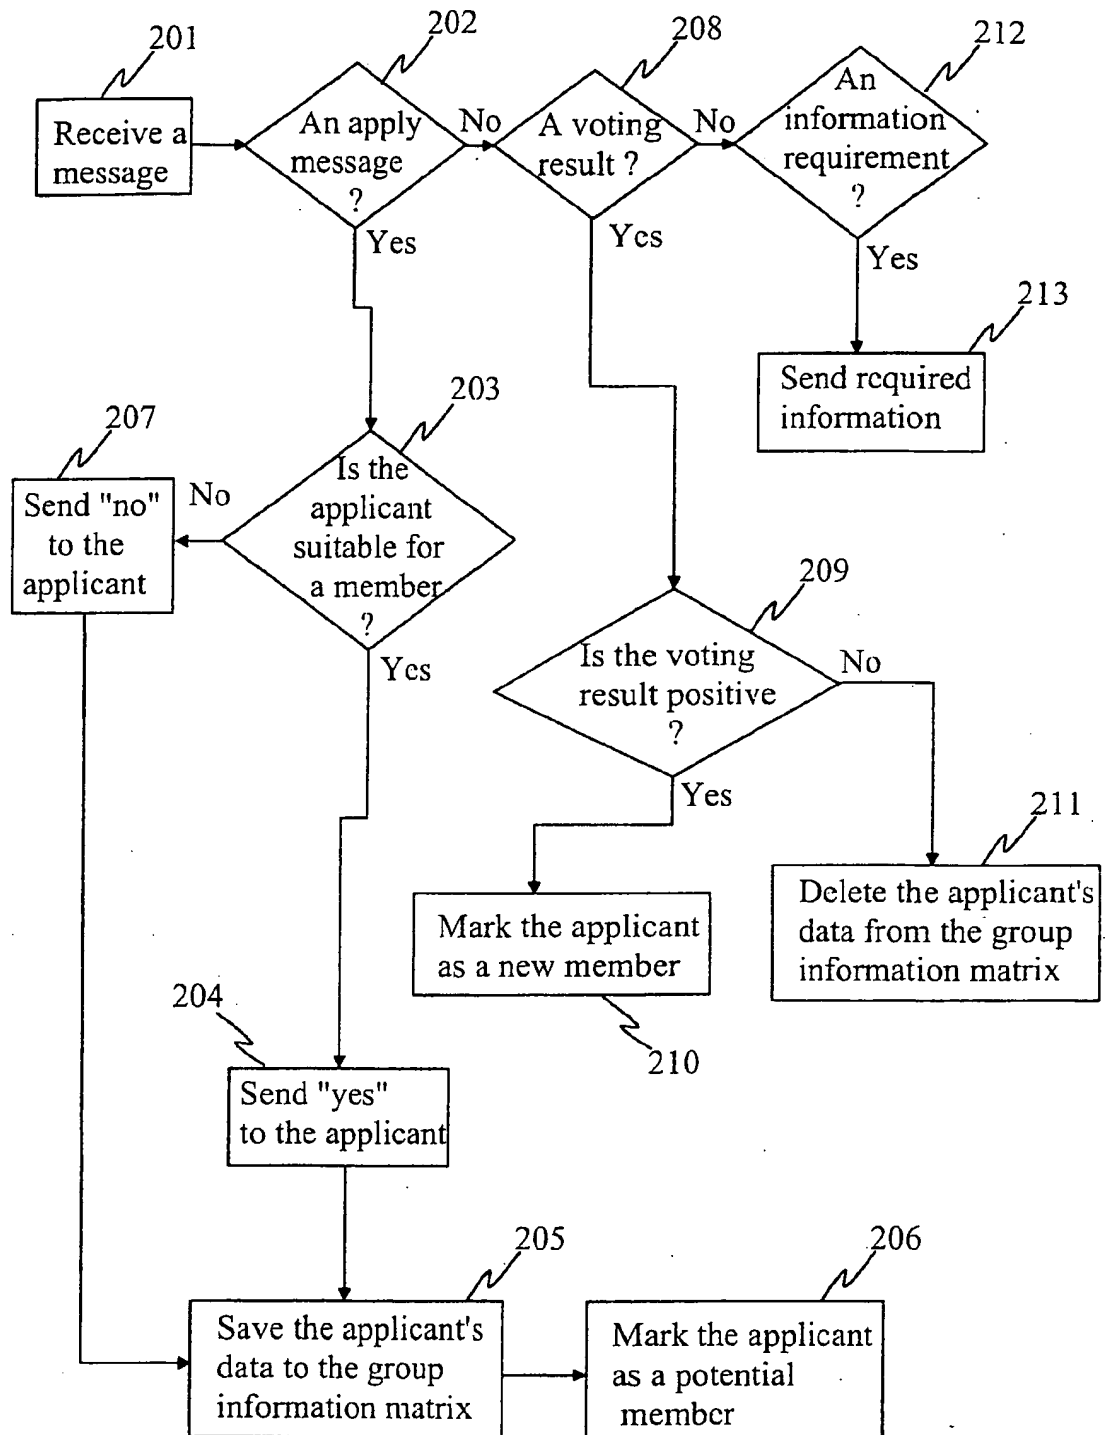 201
202
208
212
Receive a
message
An apply
message
?
No
A voting
result ?
No
An
information
requirement
?
Yes
Yes
Yes
213
Send required
information
207
203
Send "no"
to the
applicant
No
Is the
applicant
suitable for
a member
?
Yes
209
Is the voting
result positive
?
No
Yes
211
Mark the applicant
as a new member
Delete the applicant's
data from the group
information matrix
204
210
Send "yes"
to the applicant
205
206
Save the applicant's
data to the group
information matrix
Mark the applicant
as a potential
member